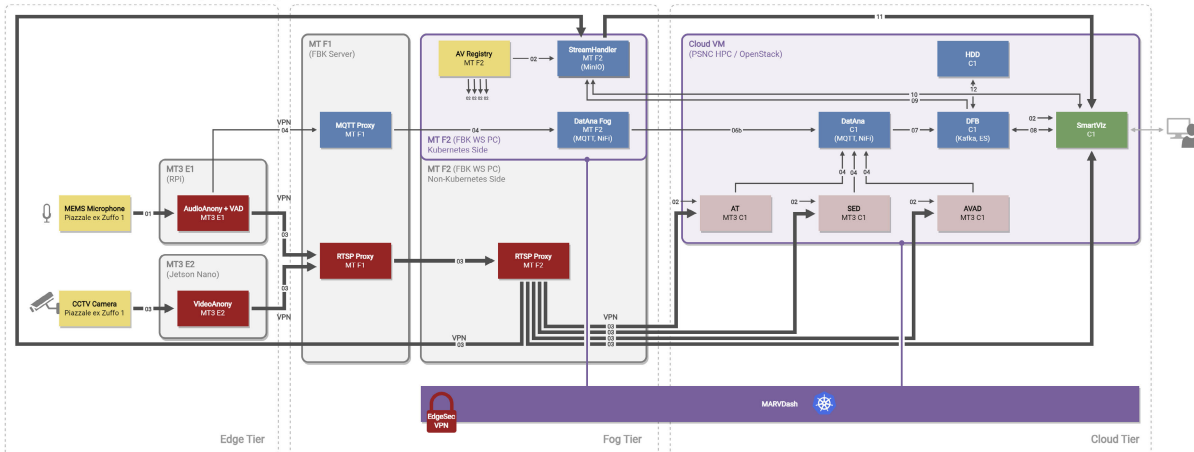 11
MT F1
(FBK Server)
AV Registry
MT F2
02
02 02 02 02
StreamHandler
MT F2
(MinIO)
Cloud VM
(PSNC HPC / OpenStack)
HDD
C1
12
10
09
VPN
04
MQTT Proxy
MT F1
04
DatAna Fog
MT F2
(MQTT, NiFi)
06b
DatAna
C1
(MQTT, NiFi)
07
DFB
C1
(Kafka, ES)
02
08
SmartViz
C1
MT F2 (FBK WS PC)
Kubernetes Side
MT F2 (FBK WS PC)
Non-Kubernetes Side
04
04
04
MT3 E1
(RPi)
MEMS Microphone
Piazzale ex Zuffo 1
01
AudioAnony + VAD
MT3 E1
VPN
03
02
AT
MT3 C1
02
SED
MT3 C1
02
AVAD
MT3 C1
MT3 E2
(Jetson Nano)
RTSP Proxy
MT F1
03
RTSP Proxy
MT F2
CCTV Camera
Piazzale ex Zuffo 1
03
VideoAnony
MT3 E2
03
VPN
VPN
03
03
03
03
VPN
03
MARVDash
EdgeSec
VPN
Edge Tier
Fog Tier
Cloud Tier